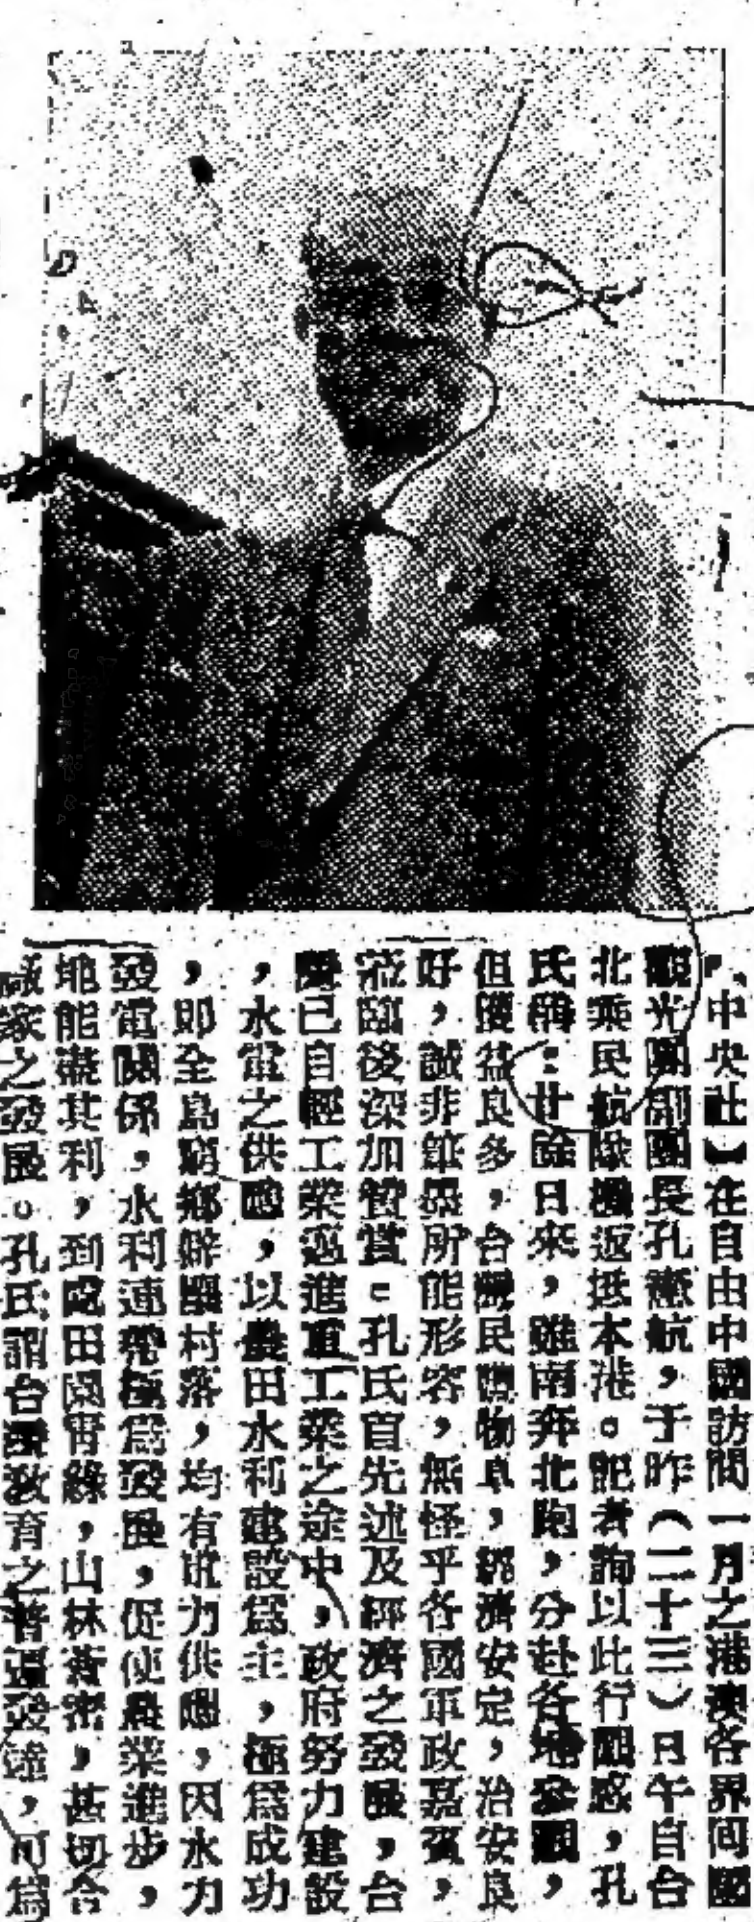 中央社】在自由中國訪問一月之港澳各界回國
觀光團副團長孔憲航,于昨(二十三)日午自台
北乘民航隊機返抵本港。記者詢以此行觀感,孔
氏稱:廿餘日來,雖南奔北跑,分赴各地參觀,
但獲益良多,台灣民豐物阜,經濟安定,治安良
好,誠非筆墨所能形容,無怪乎各國軍政嘉賓,
蒞臨後深加贊賞。孔氏首先述及經濟之發展,台
灣已自輕工業邁進重工業之途中,政府努力建設
,水電之供應,以農田水利建設爲主,極爲成功
,即全島窮鄉僻壤村落,均有電力供應,因水力
發電關係,水利連帶極爲發展,促使農業進步,
地能盡其利,到處田園青綠,山林蒼密,甚切合
家之發展。孔氏謂台灣教育之普遍發達,可爲